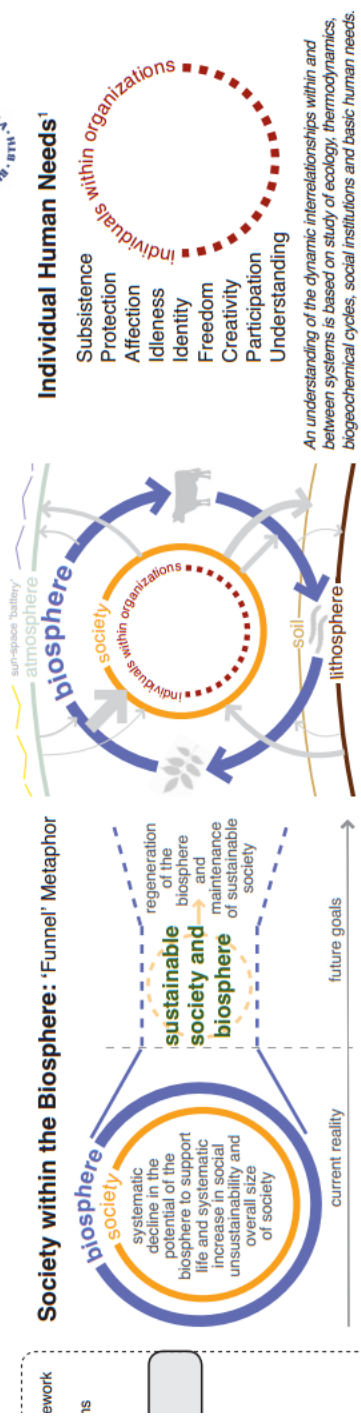 Society within the Biosphere: 'Funnel' Metaphor
biosphere
society
systematic
decline in the
potential of the
biosphere to support
life and systematic
increase in social
unsustainability and
overall size
of society
sustainable
society and
biosphere
regeneration
of the
biosphere
and
maintenance
of sustainable
society
current reality
future goals
sun-space 'battery'
atmosphere
biosphere
society
individuals within organizations
soil
lithosphere
Individual Human Needs¹
Subsistence
Protection
Affection
Idleness
Identity
Freedom
Creativity
Participation
Understanding
individuals within organizations
An understanding of the dynamic interrelationships within and
between systems is based on study of ecology, thermodynamics,
biogeochemical cycles, social institutions and basic human needs.